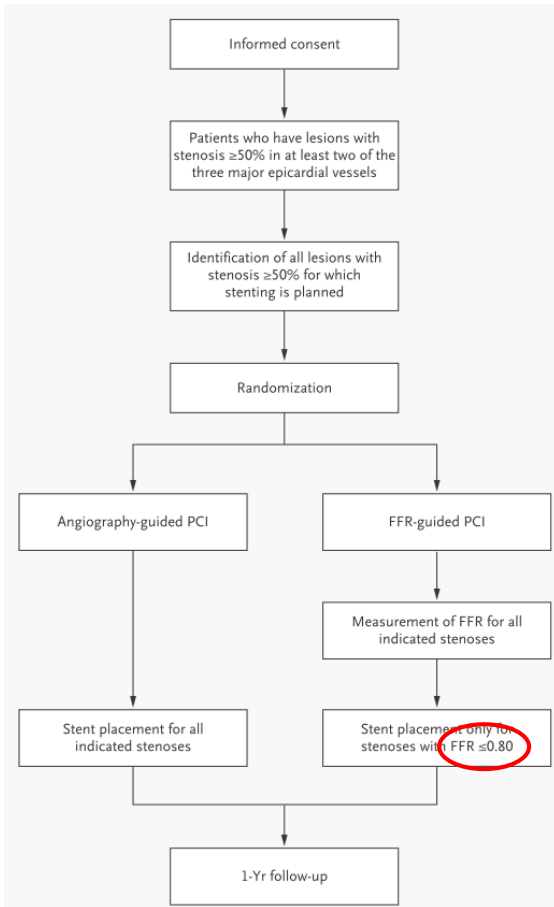 Informed consent
Patients who have lesions with
stenosis ≥50% in at least two of the
three major epicardial vessels
Identification of all lesions with
stenosis ≥50% for which
stenting is planned
Randomization
Angiography-guided PCI
FFR-guided PCI
Measurement of FFR for all
indicated stenoses
Stent placement for all
indicated stenoses
Stent placement only for
stenoses with FFR ≤0.80
1-Yr follow-up